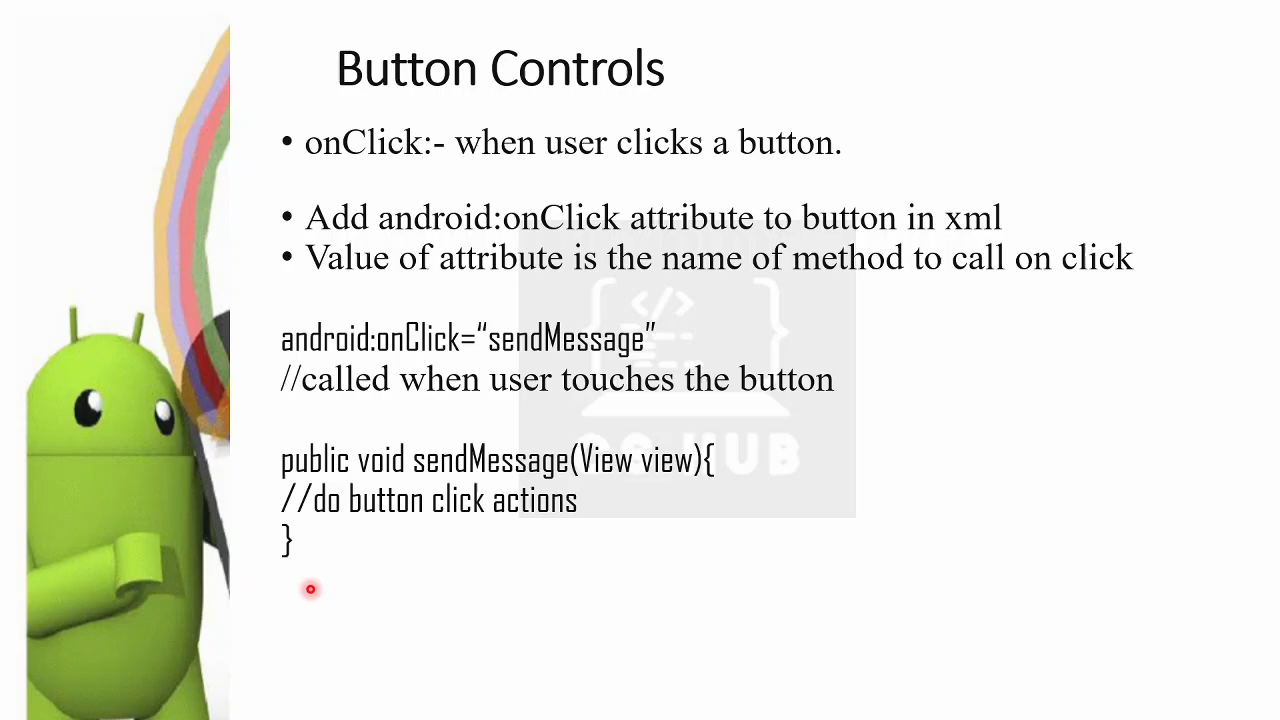 Button Controls
• onClick:- when user clicks a button.
• Add android:onClick attribute to button in xml
• Value of attribute is the name of method to call on click
android:onClick=“sendMessage”
//called when user touches the button
public void sendMessage(View view){
//do button click actions
}